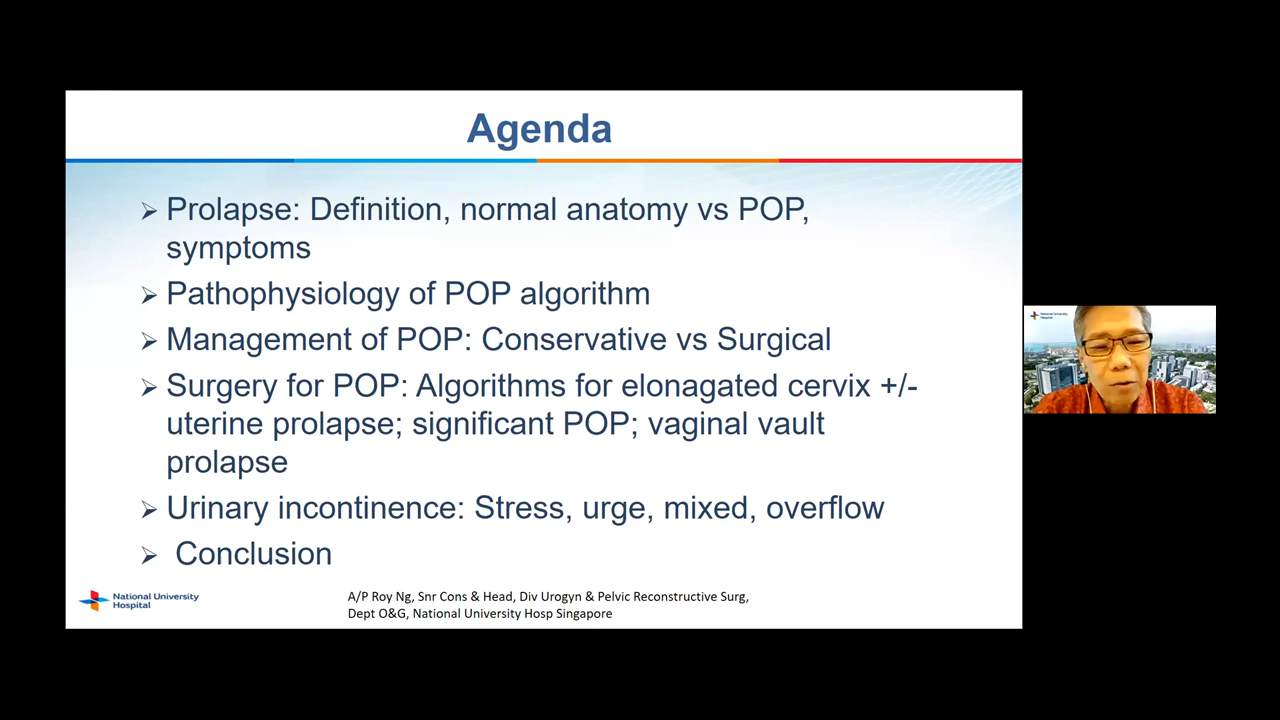 Agenda
➢ Prolapse: Definition, normal anatomy vs POP,
symptoms
➢ Pathophysiology of POP algorithm
➢ Management of POP: Conservative vs Surgical
➢ Surgery for POP: Algorithms for elonagated cervix +/-
uterine prolapse; significant POP; vaginal vault
prolapse
➢ Urinary incontinence: Stress, urge, mixed, overflow
➢ Conclusion
National University
Hospital
A/P Roy Ng, Snr Cons & Head, Div Urogyn & Pelvic Reconstructive Surg,
Dept O&G, National University Hosp Singapore
National University
Hospital